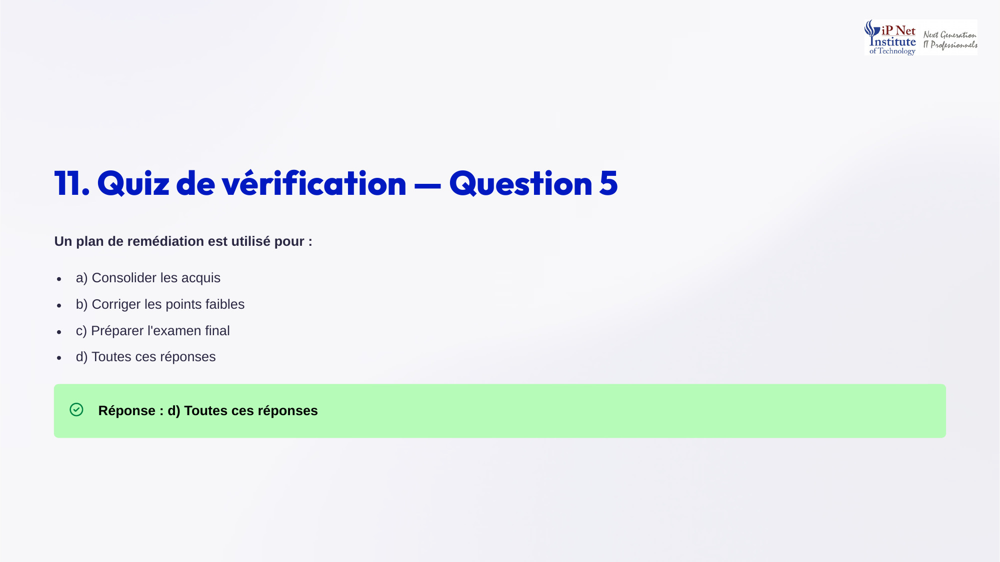 iP Net
Institute
of Technology
Next Generation
IT Professionnels
11. Quiz de vérification — Question 5
Un plan de remédiation est utilisé pour :
• a) Consolider les acquis
• b) Corriger les points faibles
• c) Préparer l'examen final
• d) Toutes ces réponses
Réponse : d) Toutes ces réponses